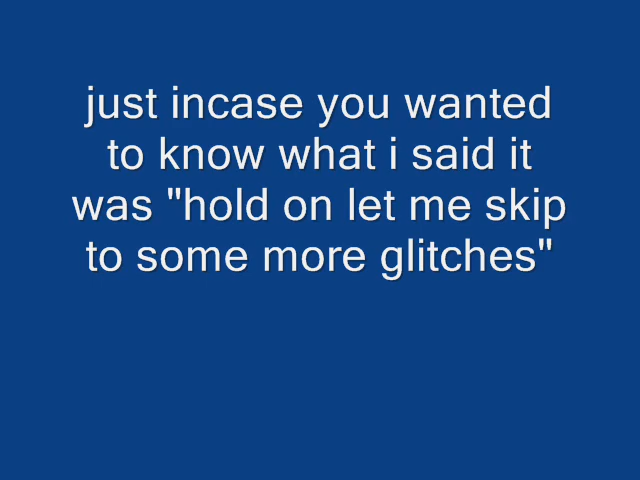 just incase you wanted
to know what i said it
was "hold on let me skip
to some more glitches"